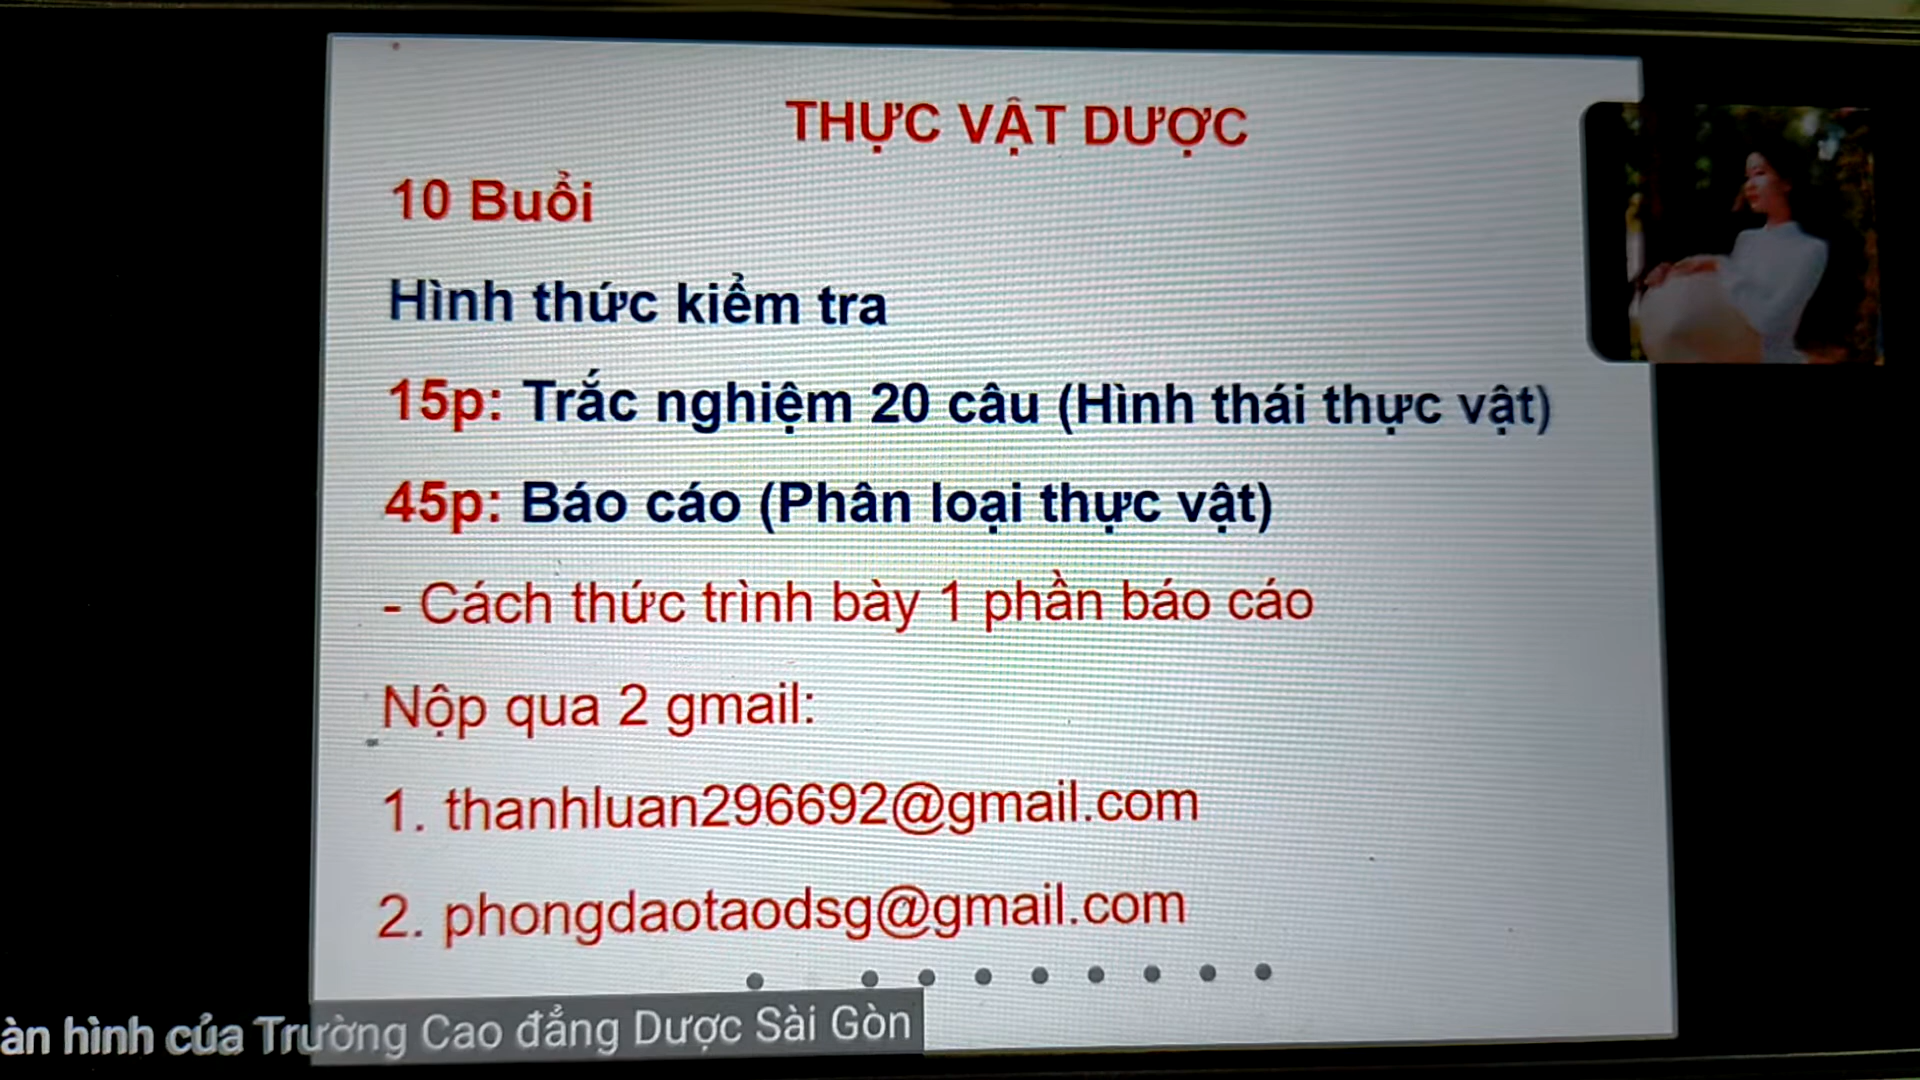 THỰC VẬT DƯỢC
10 Buổi
Hình thức kiểm tra
15p: Trắc nghiệm 20 câu (Hình thái thực vật)
45p: Báo cáo (Phân loại thực vật)
- Cách thức trình bày 1 phần báo cáo
Nộp qua 2 gmail:
1. thanhluan296692@gmail.com
2. phongdaotaodsg@gmail.com
àn hình của Trường Cao đẳng Dược Sài Gòn